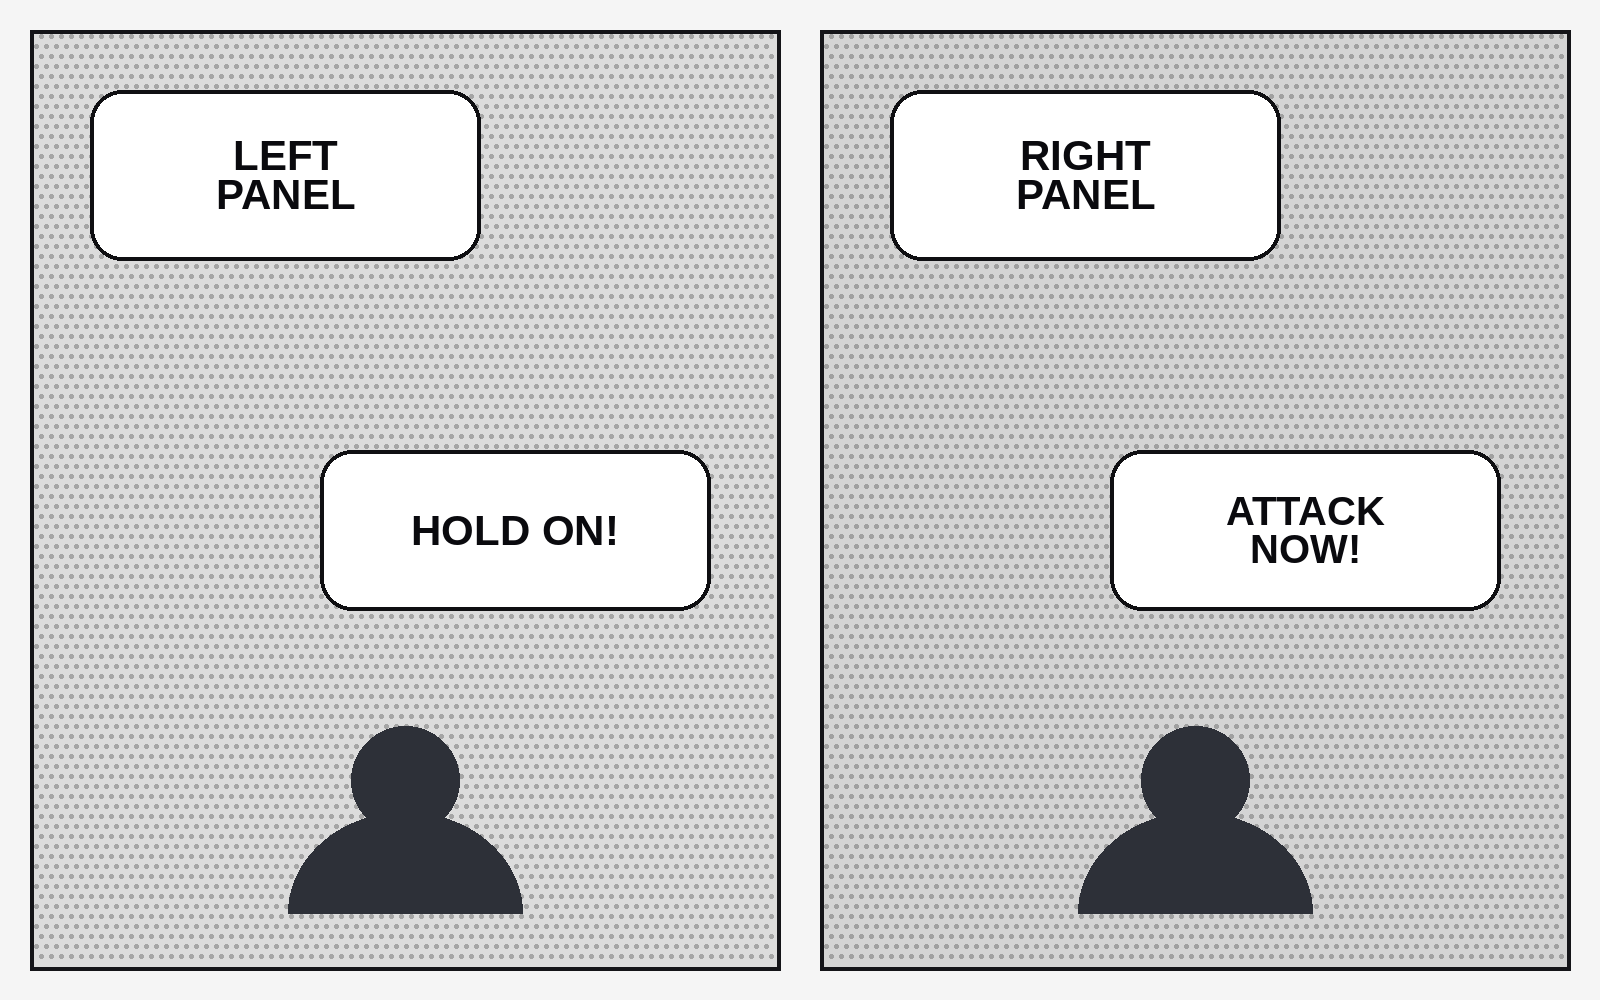 LEFT
PANEL
HOLD ON!
RIGHT
PANEL
ATTACK
NOW!